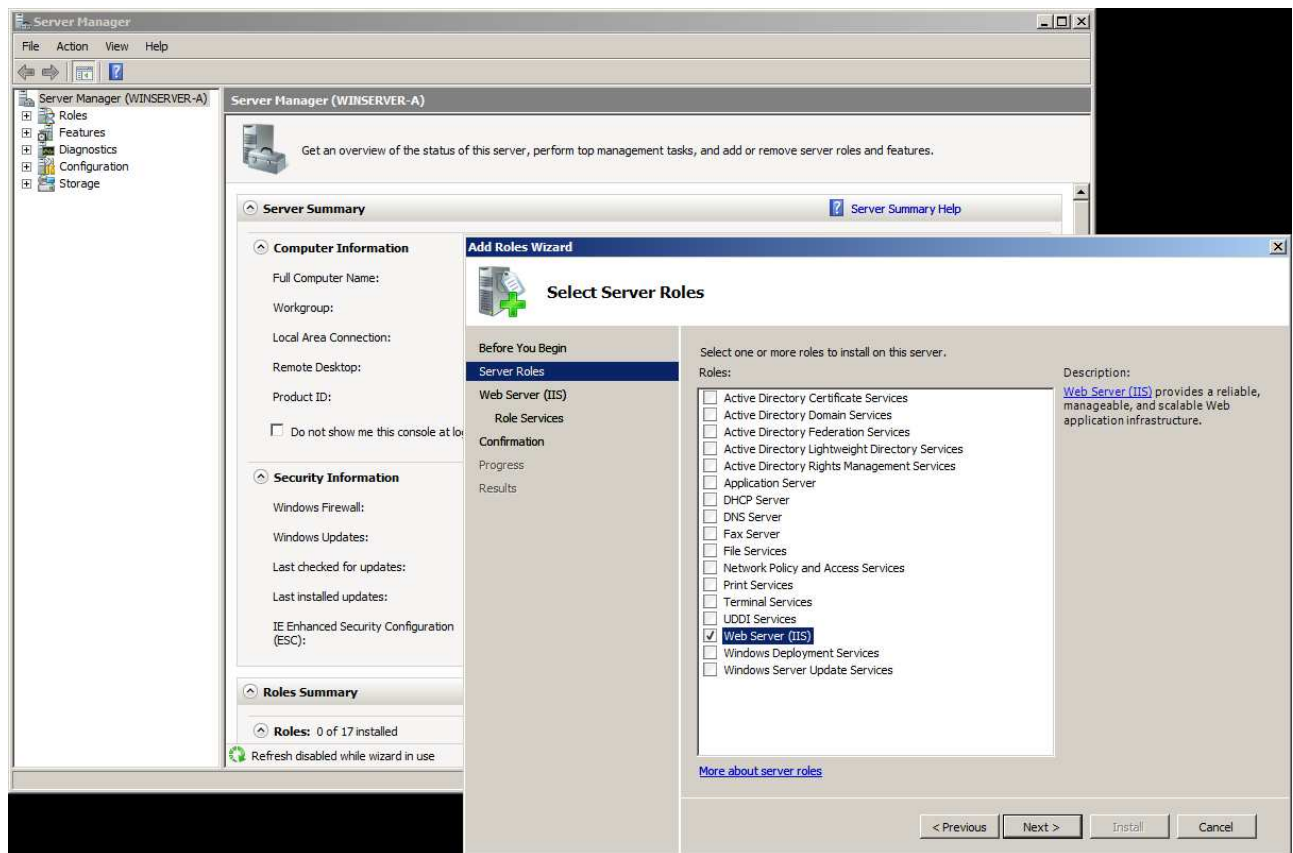 Server Manager
File Action View Help
Server Manager (WINSERVER-A)
Roles
Features
Diagnostics
Configuration
Storage
Server Manager (WINSERVER-A)
Get an overview of the status of this server, perform top management tasks, and add or remove server roles and features.
Server Summary
Server Summary Help
Computer Information
Full Computer Name:
Workgroup:
Local Area Connection:
Remote Desktop:
Product ID:
Do not show me this console at lo
Security Information
Windows Firewall:
Windows Updates:
Last checked for updates:
Last installed updates:
IE Enhanced Security Configuration
(ESC):
Roles Summary
Roles: 0 of 17 installed
Refresh disabled while wizard in use
Add Roles Wizard
Select Server Roles
Before You Begin
Server Roles
Web Server (IIS)
Role Services
Confirmation
Progress
Results
Select one or more roles to install on this server.
Roles:
Active Directory Certificate Services
Active Directory Domain Services
Active Directory Federation Services
Active Directory Lightweight Directory Services
Active Directory Rights Management Services
Application Server
DHCP Server
DNS Server
Fax Server
File Services
Network Policy and Access Services
Print Services
Terminal Services
UDDI Services
Web Server (IIS)
Windows Deployment Services
Windows Server Update Services
More about server roles
Description:
Web Server (IIS) provides a reliable,
manageable, and scalable Web
application infrastructure.
< Previous Next > Install Cancel